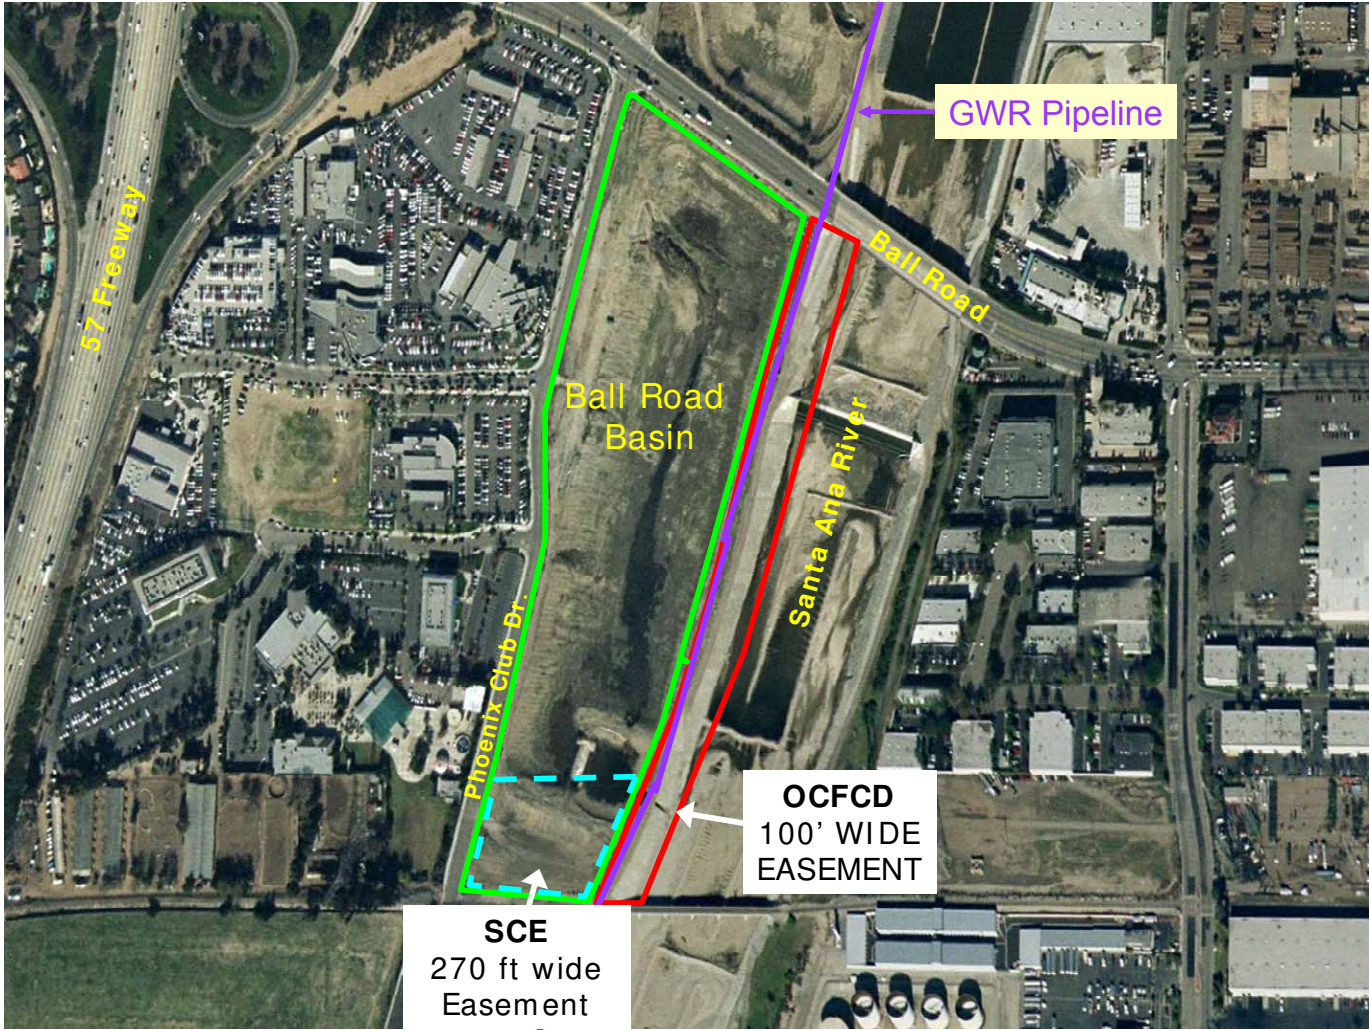 GWR Pipeline
57 Freeway
Ball Road
Ball Road
Basin
Santa Ana River
Phoenix Club Dr.
OCFCD
100' WIDE
EASEMENT
SCE
270 ft wide
Easement